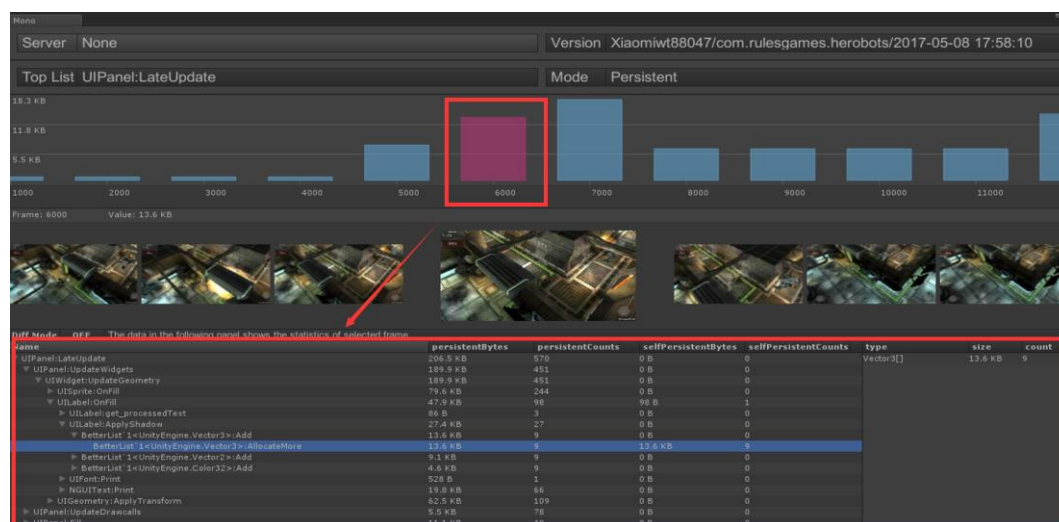 Mono
Server None Version Xiaomiwt88047/com.rulesgames.herobots/2017-05-08 17:58:10
Top List UIPanel:LateUpdate Mode Persistent
18.3 KB
11.8 KB
5.5 KB
1000 2000 3000 4000 5000 6000 7000 8000 9000 10000 11000
Frame: 6000 Value: 13.6 KB
Diff Mode OFF The data in the following panel shows the statistics of selected frame
Name persistentBytes persistentCounts selfPersistentBytes selfPersistentCounts type size count
UIPanel:LateUpdate 206.5 KB 570 0 B 0 Vector3[] 13.6 KB 9
▼ UIPanel:UpdateWidgets 189.9 KB 451 0 B 0
▼ UIWidget:UpdateGeometry 189.9 KB 451 0 B 0
▶ UISprite:OnFill 79.6 KB 244 0 B 0
▼ UILabel:OnFill 47.9 KB 98 98 B 1
▶ UILabel:get_processedText 86 B 3 0 B 0
▼ UILabel:ApplyShadow 27.4 KB 27 0 B 0
▼ BetterList`1<UnityEngine.Vector3>:Add 13.6 KB 9 0 B 0
BetterList`1<UnityEngine.Vector3>:AllocateMore 13.6 KB 9 13.6 KB 9
▶ BetterList`1<UnityEngine.Vector2>:Add 9.1 KB 9 0 B 0
▶ BetterList`1<UnityEngine.Color32>:Add 4.6 KB 9 0 B 0
▶ UIFont:Print 528 B 1 0 B 0
▶ NGUIText:Print 19.8 KB 66 0 B 0
▶ UIGeometry:ApplyTransform 62.5 KB 109 0 B 0
▶ UIPanel:UpdateDrawcalls 5.5 KB 78 0 B 0